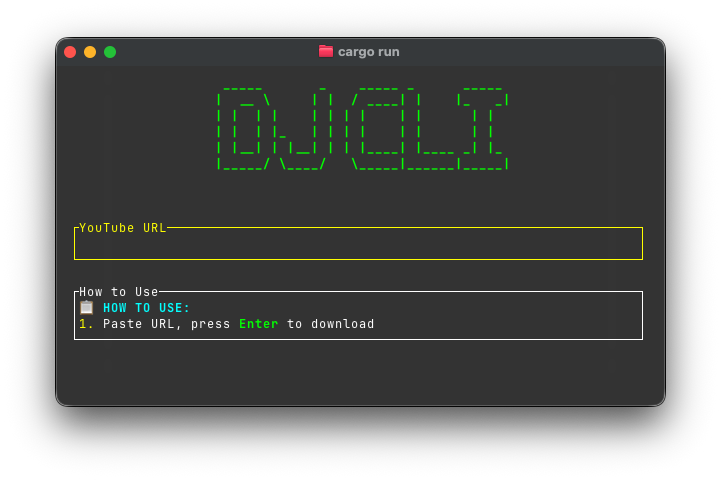 cargo run
DJCLI
YouTube URL
How to Use
📋 HOW TO USE:
1. Paste URL, press Enter to download